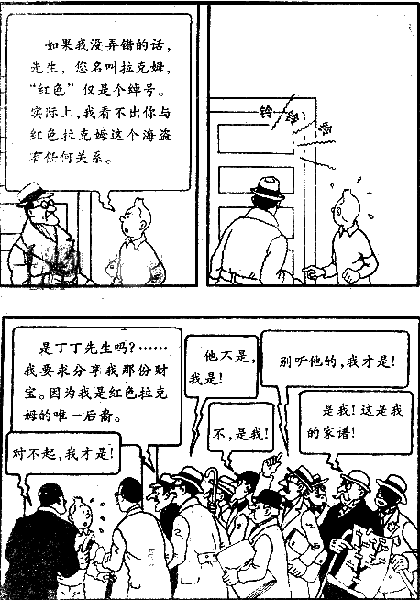 如果我没弄错的话，
先生，您名叫拉克姆，
“红色”仅是个绰号。
实际上，我看不出你与
红色拉克姆这个海盗
有任何关系。
铃
是丁丁先生吗？……
我要求分享我那份财
宝。因为我是红色拉克
姆的唯一后裔。
他不是，
我是！
别听他的，我才是！
不，是我！
是我！这是我
的家谱！
对不起，我才是！